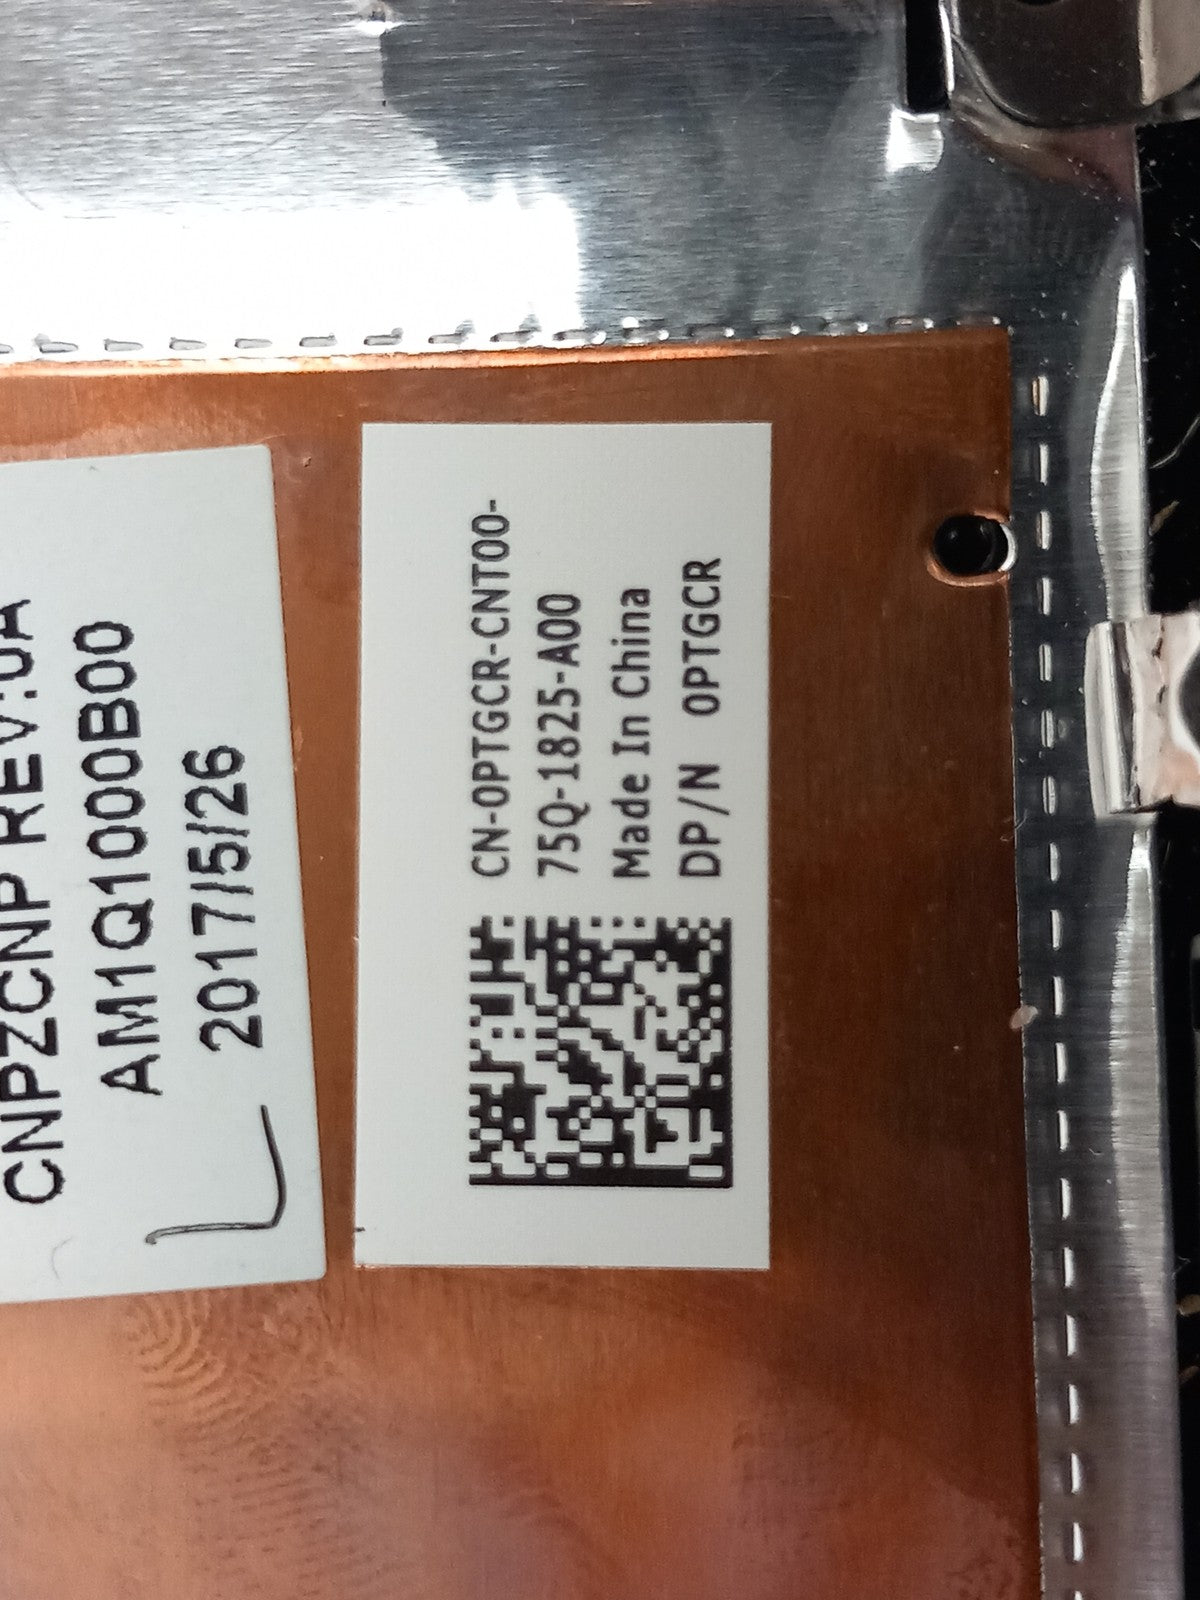 CNPZCNP REV:0A
AM1Q1000B00
2017/5/26
CN-0PTGCR-CNT00-
75Q-1825-A00
Made In China
DP/N 0PTGCR